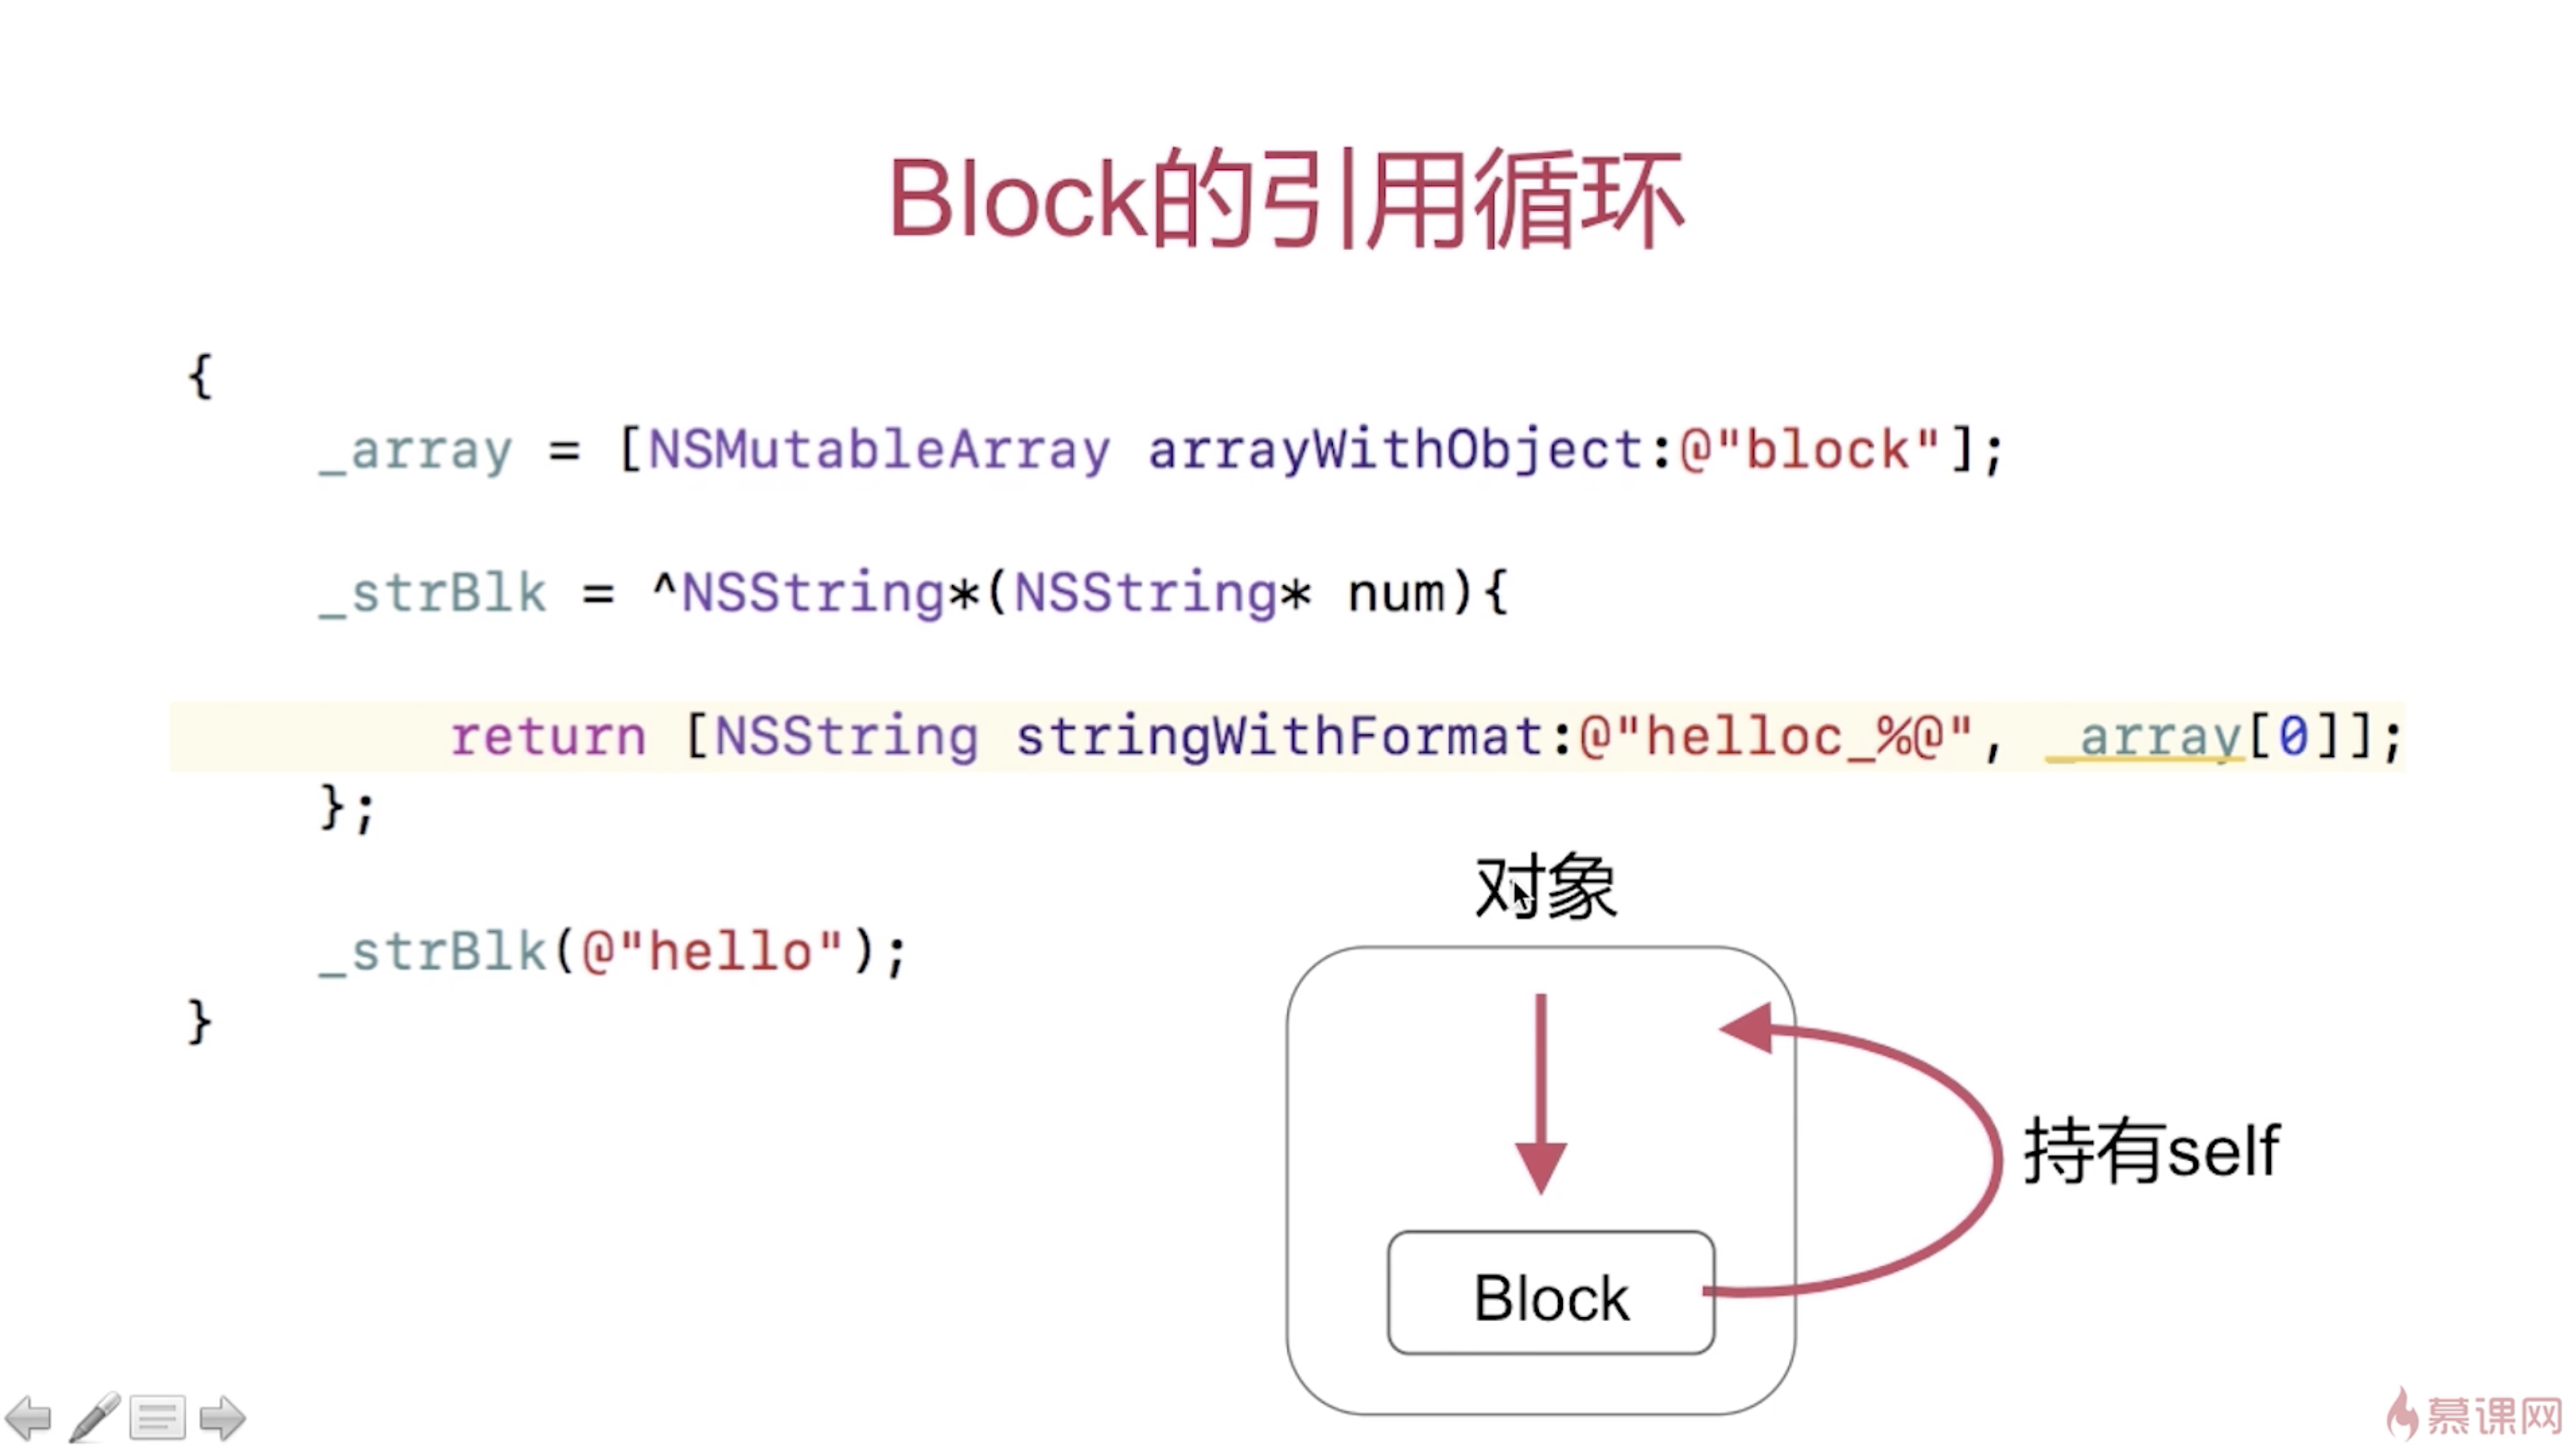 Block的引用循环
{
_array = [NSMutableArray arrayWithObject:@"block"];
_strBlk = ^NSString*(NSString* num){
return [NSString stringWithFormat:@"helloc_%@", _array[0]];
};
_strBlk(@"hello");
}
对象
持有self
Block
慕课网